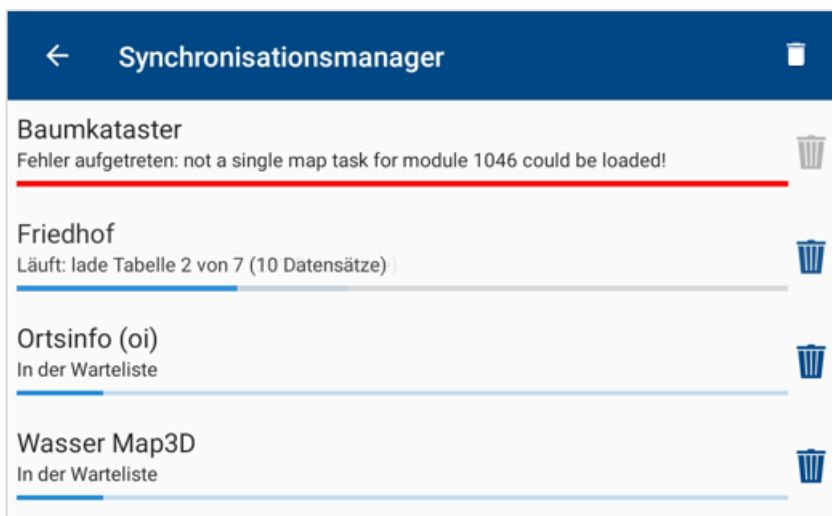 Synchronisationsmanager
Baumkataster
Fehler aufgetreten: not a single map task for module 1046 could be loaded!
Friedhof
Läuft: lade Tabelle 2 von 7 (10 Datensätze)
Ortsinfo (oi)
In der Warteliste
Wasser Map3D
In der Warteliste